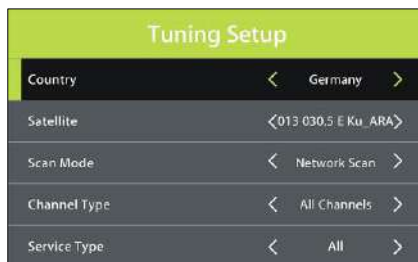 Tuning Setup
Country < Germany >
Satellite <013 030.5 E Ku_ARA>
Scan Mode < Network Scan >
Channel Type < All Channels >
Service Type < All >